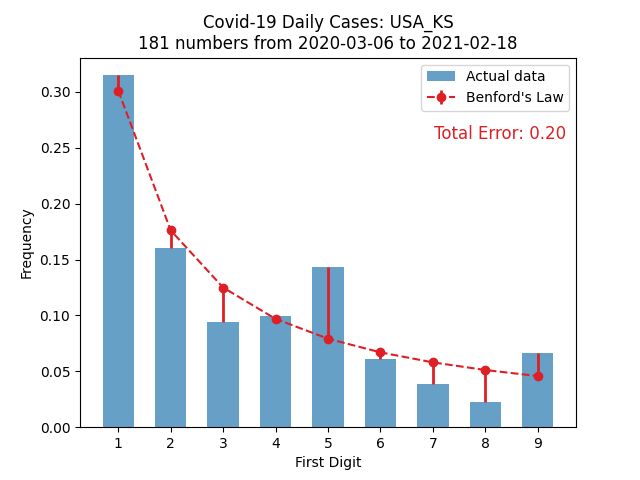 Covid-19 Daily Cases: USA_KS
181 numbers from 2020-03-06 to 2021-02-18
Actual data
Benford's Law
Total Error: 0.20
Frequency
0.30
0.25
0.20
0.15
0.10
0.05
0.00
1 2 3 4 5 6 7 8 9
First Digit